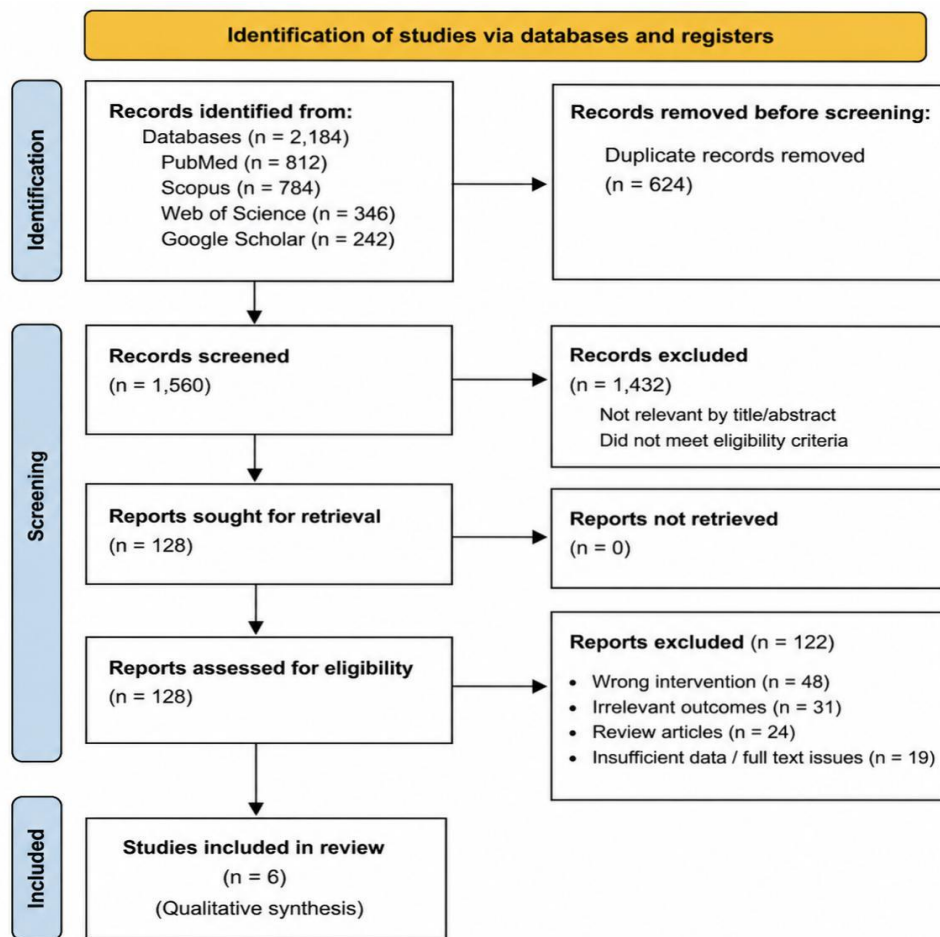 Identification of studies via databases and registers
Identification
Records identified from:
Databases (n = 2,184)
PubMed (n = 812)
Scopus (n = 784)
Web of Science (n = 346)
Google Scholar (n = 242)
Records removed before screening:
Duplicate records removed
(n = 624)
Screening
Records screened
(n = 1,560)
Records excluded
(n = 1,432)
Not relevant by title/abstract
Did not meet eligibility criteria
Reports sought for retrieval
(n = 128)
Reports not retrieved
(n = 0)
Reports assessed for eligibility
(n = 128)
Reports excluded (n = 122)
• Wrong intervention (n = 48)
• Irrelevant outcomes (n = 31)
• Review articles (n = 24)
• Insufficient data / full text issues (n = 19)
Included
Studies included in review
(n = 6)
(Qualitative synthesis)